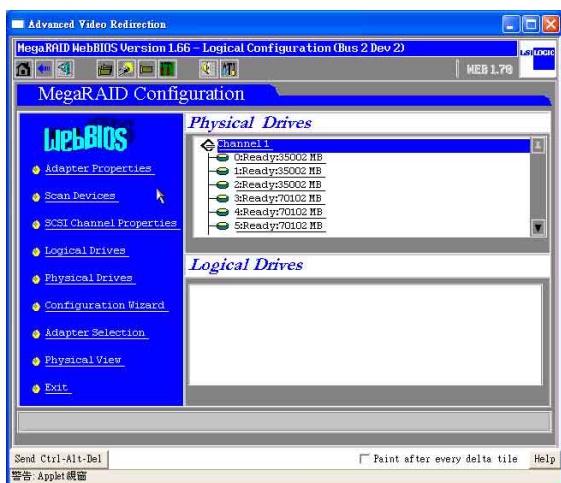 Advanced Video Redirection
MegaRAID WebBIOS Version 1.66 - Logical Configuration (Bus 2 Dev 2)
LSI LOGIC
WEB 1.78
MegaRAID Configuration
WebBIOS
Adapter Properties
Scan Devices
SCSI Channel Properties
Logical Drives
Physical Drives
Configuration Wizard
Adapter Selection
Physical View
Exit
Physical Drives
Channel 1
0:Ready:35002 MB
1:Ready:35002 MB
2:Ready:35002 MB
3:Ready:70102 MB
4:Ready:70102 MB
5:Ready:70102 MB
Logical Drives
Send Ctrl-Alt-Del
Paint after every delta tile
Help
警告: Applet 視窗